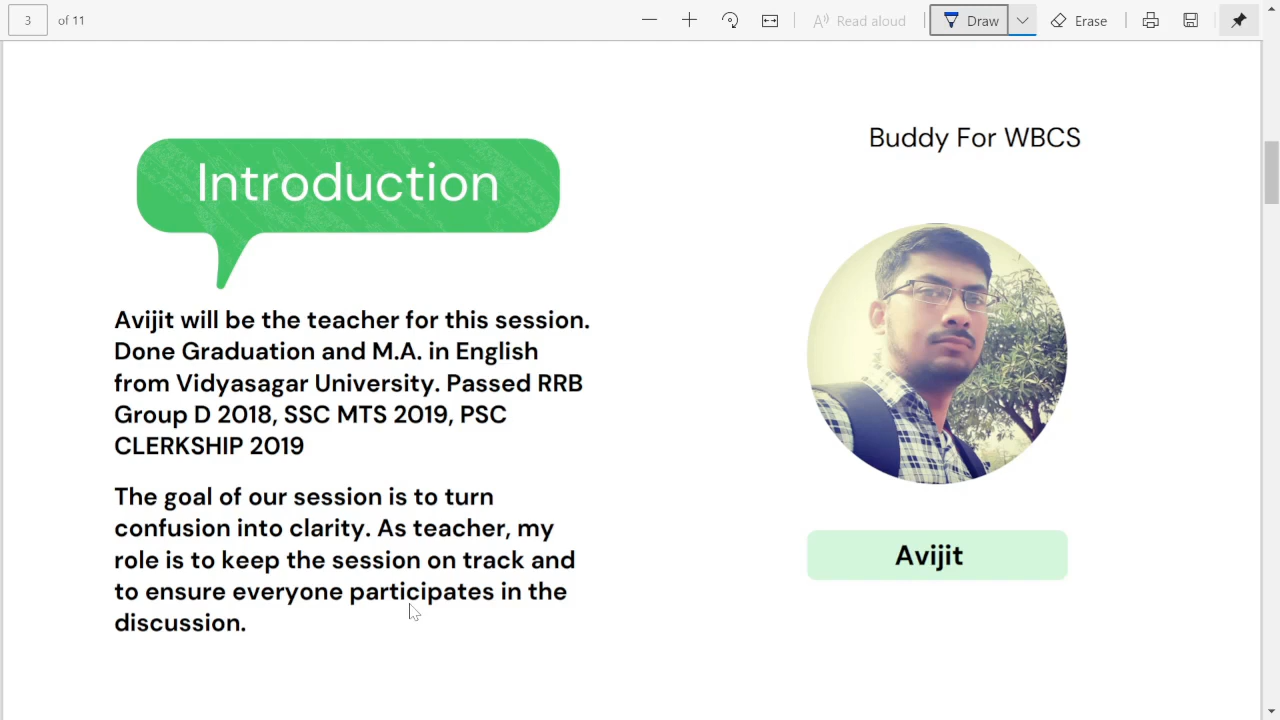 3 of 11 Read aloud Draw Erase
Buddy For WBCS
Introduction
Avijit will be the teacher for this session.
Done Graduation and M.A. in English
from Vidyasagar University. Passed RRB
Group D 2018, SSC MTS 2019, PSC
CLERKSHIP 2019
The goal of our session is to turn
confusion into clarity. As teacher, my
role is to keep the session on track and
to ensure everyone participates in the
discussion.
Avijit